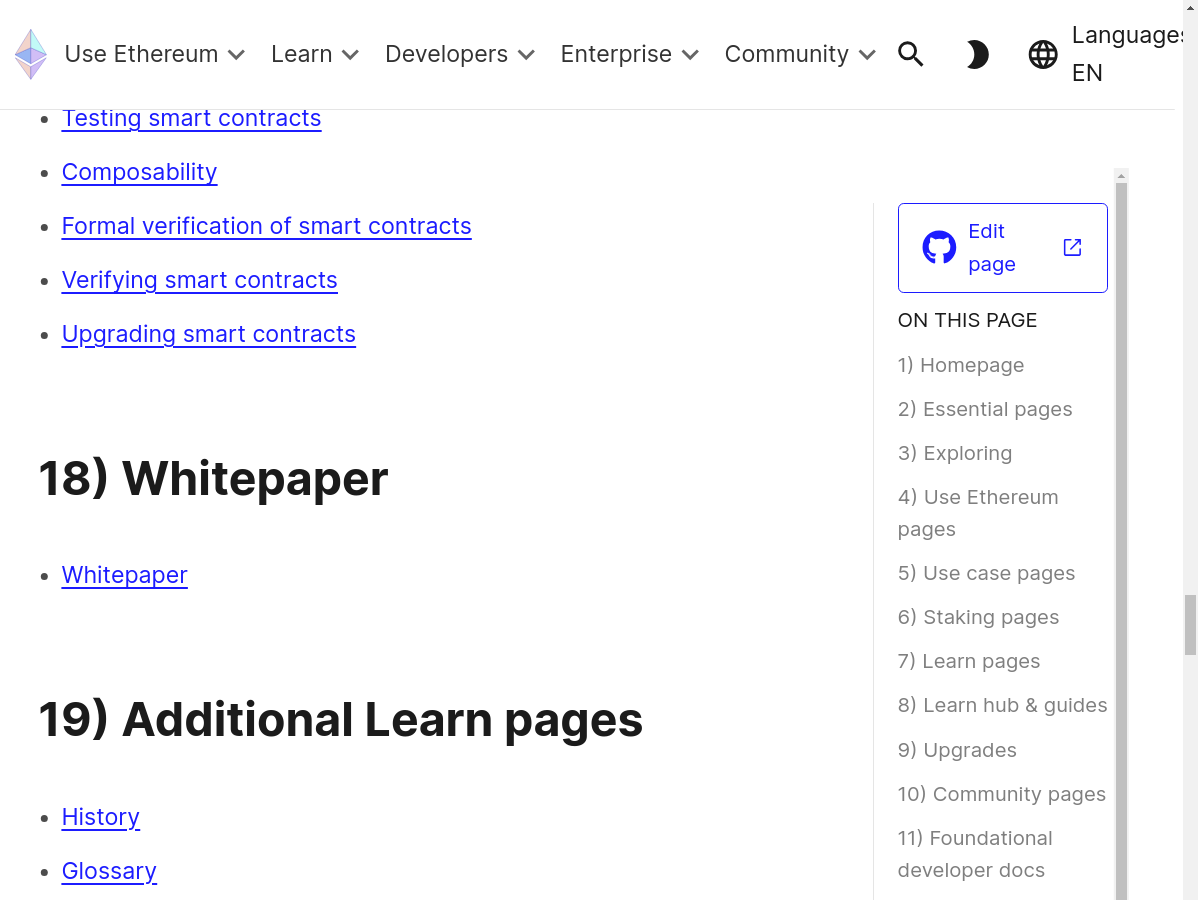 Use Ethereum Learn Developers Enterprise Community Languages
EN
Testing smart contracts
Composability
Formal verification of smart contracts
Verifying smart contracts
Upgrading smart contracts
18) Whitepaper
Whitepaper
19) Additional Learn pages
History
Glossary
Edit
page
ON THIS PAGE
1) Homepage
2) Essential pages
3) Exploring
4) Use Ethereum
pages
5) Use case pages
6) Staking pages
7) Learn pages
8) Learn hub & guides
9) Upgrades
10) Community pages
11) Foundational
developer docs